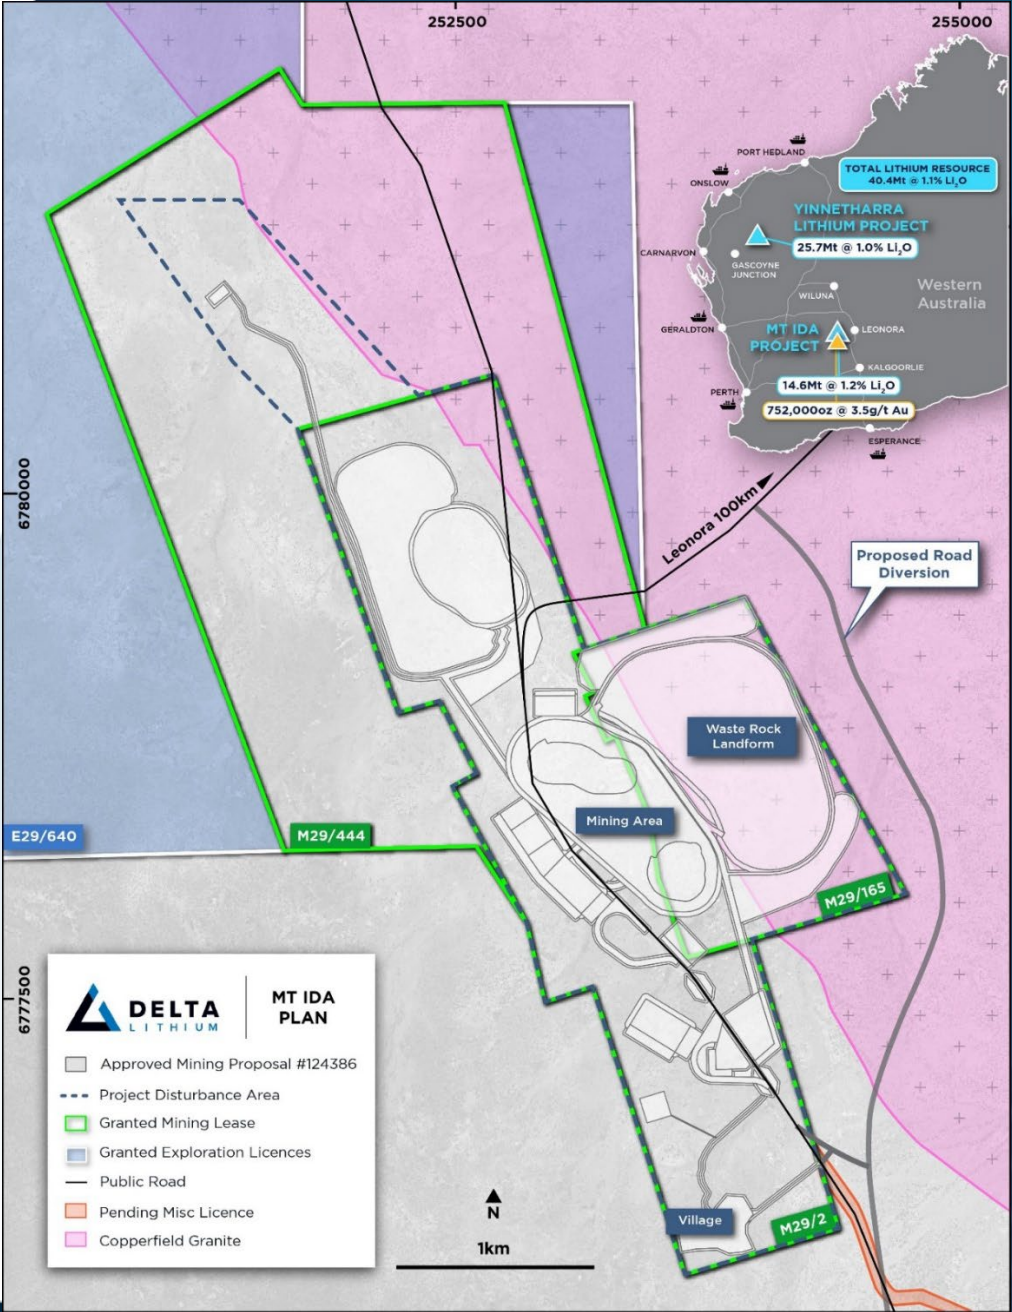 252500
255000
PORT HEDLAND
ONSLOW
TOTAL LITHIUM RESOURCE
40.4Mt @ 1.1% Li₂O
YINNETHARRA
LITHIUM PROJECT
25.7Mt @ 1.0% Li₂O
CARNARVON
GASCOYNE
JUNCTION
WILUNA
Western
Australia
GERALDTON
MT IDA
PROJECT
LEONORA
KALGOORLIE
14.6Mt @ 1.2% Li₂O
PERTH
752,000oz @ 3.5g/t Au
ESPERANCE
6780000
Leonora 100km
Proposed Road
Diversion
Waste Rock
Landform
Mining Area
E29/640
M29/444
M29/165
6777500
DELTA
LITHIUM
MT IDA
PLAN
Approved Mining Proposal #124386
Project Disturbance Area
Granted Mining Lease
Granted Exploration Licences
Public Road
Pending Misc Licence
Copperfield Granite
N
1km
Village
M29/2